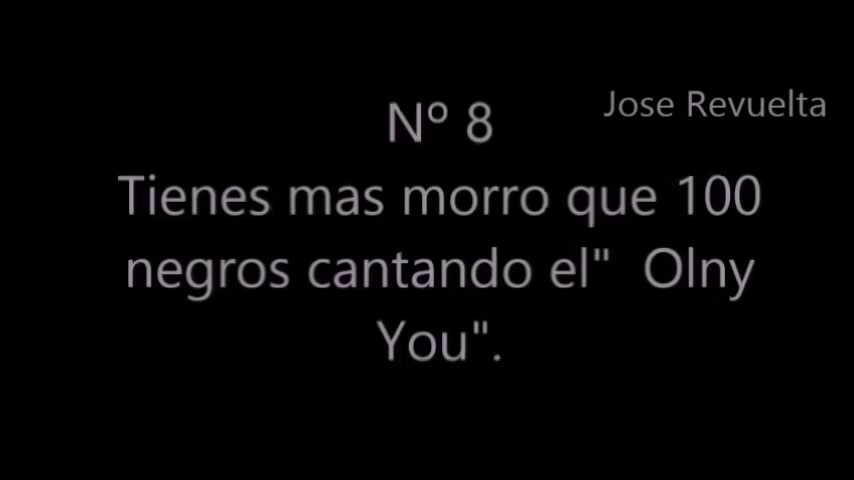 Nº 8
Jose Revuelta
Tienes mas morro que 100
negros cantando el"  Olny
You".